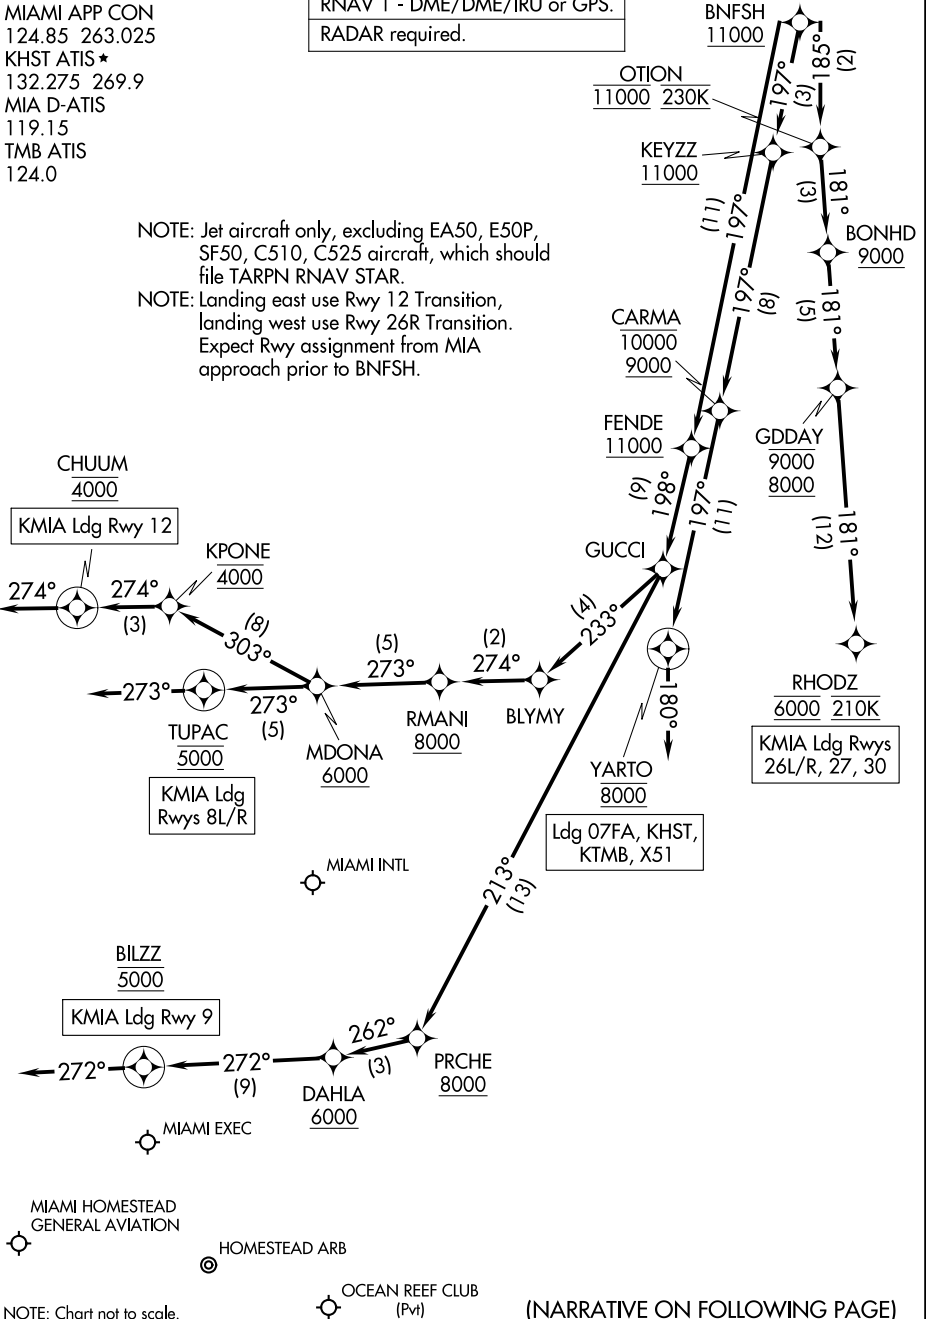 MIAMI APP CON
124.85 263.025
KHST ATIS ★
132.275 269.9
MIA D-ATIS
119.15
TMB ATIS
124.0
RNAV 1 - DME/DME/IRU or GPS.
RADAR required.
NOTE: Jet aircraft only, excluding EA50, E50P,
SF50, C510, C525 aircraft, which should
file TARPN RNAV STAR.
NOTE: Landing east use Rwy 12 Transition,
landing west use Rwy 26R Transition.
Expect Rwy assignment from MIA
approach prior to BNFSH.
BNFSH
11000
197°
(3)
185°
(2)
OTION
11000 230K
KEYZZ
11000
(11)
197°
197°
(8)
(3)
181°
BONHD
9000
(5)
181°
CARMA
10000
9000
FENDE
11000
GDDAY
9000
8000
(9)
198°
197°
(11)
(12)
181°
GUCCI
CHUUM
4000
KMIA Ldg Rwy 12
KPONE
4000
274°
274°
(3)
(8)
303°
(5)
273°
(2)
274°
(4)
233°
273°
273°
(5)
TUPAC
5000
KMIA Ldg
Rwys 8L/R
MDONA
6000
RMANI
8000
BLYMY
180°
YARTO
8000
Ldg 07FA, KHST,
KTMB, X51
RHODZ
6000 210K
KMIA Ldg Rwys
26L/R, 27, 30
MIAMI INTL
213°
(13)
BILZZ
5000
KMIA Ldg Rwy 9
272°
272°
(9)
262°
(3)
DAHLA
6000
PRCHE
8000
MIAMI EXEC
MIAMI HOMESTEAD
GENERAL AVIATION
HOMESTEAD ARB
OCEAN REEF CLUB
(Pvt)
NOTE: Chart not to scale.
(NARRATIVE ON FOLLOWING PAGE)